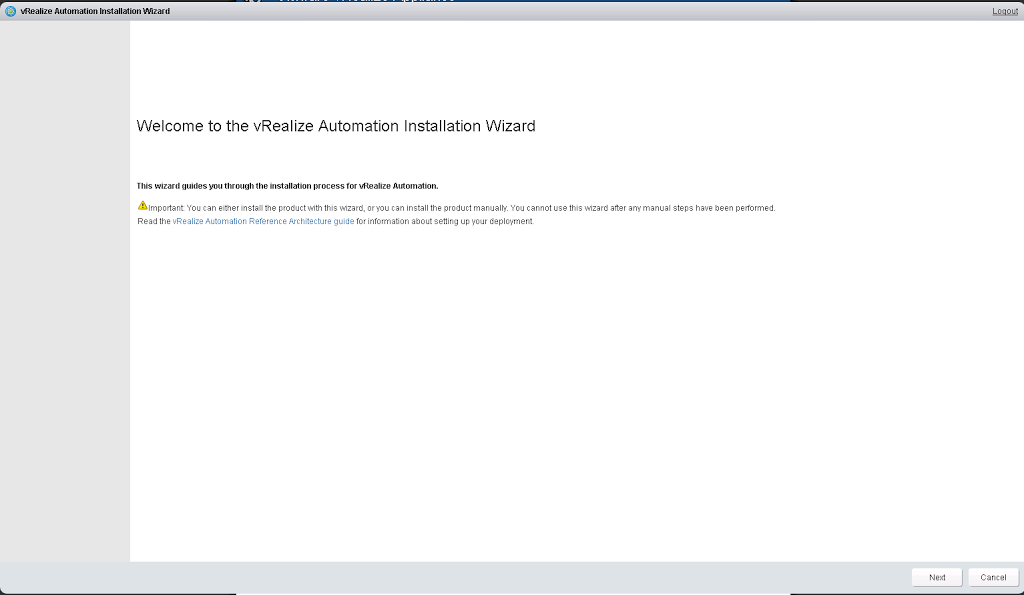 vRealize Automation Installation Wizard
Logout
Welcome to the vRealize Automation Installation Wizard
This wizard guides you through the installation process for vRealize Automation.
Important: You can either install the product with this wizard, or you can install the product manually. You cannot use this wizard after any manual steps have been performed.
Read the vRealize Automation Reference Architecture guide for information about setting up your deployment.
Next
Cancel